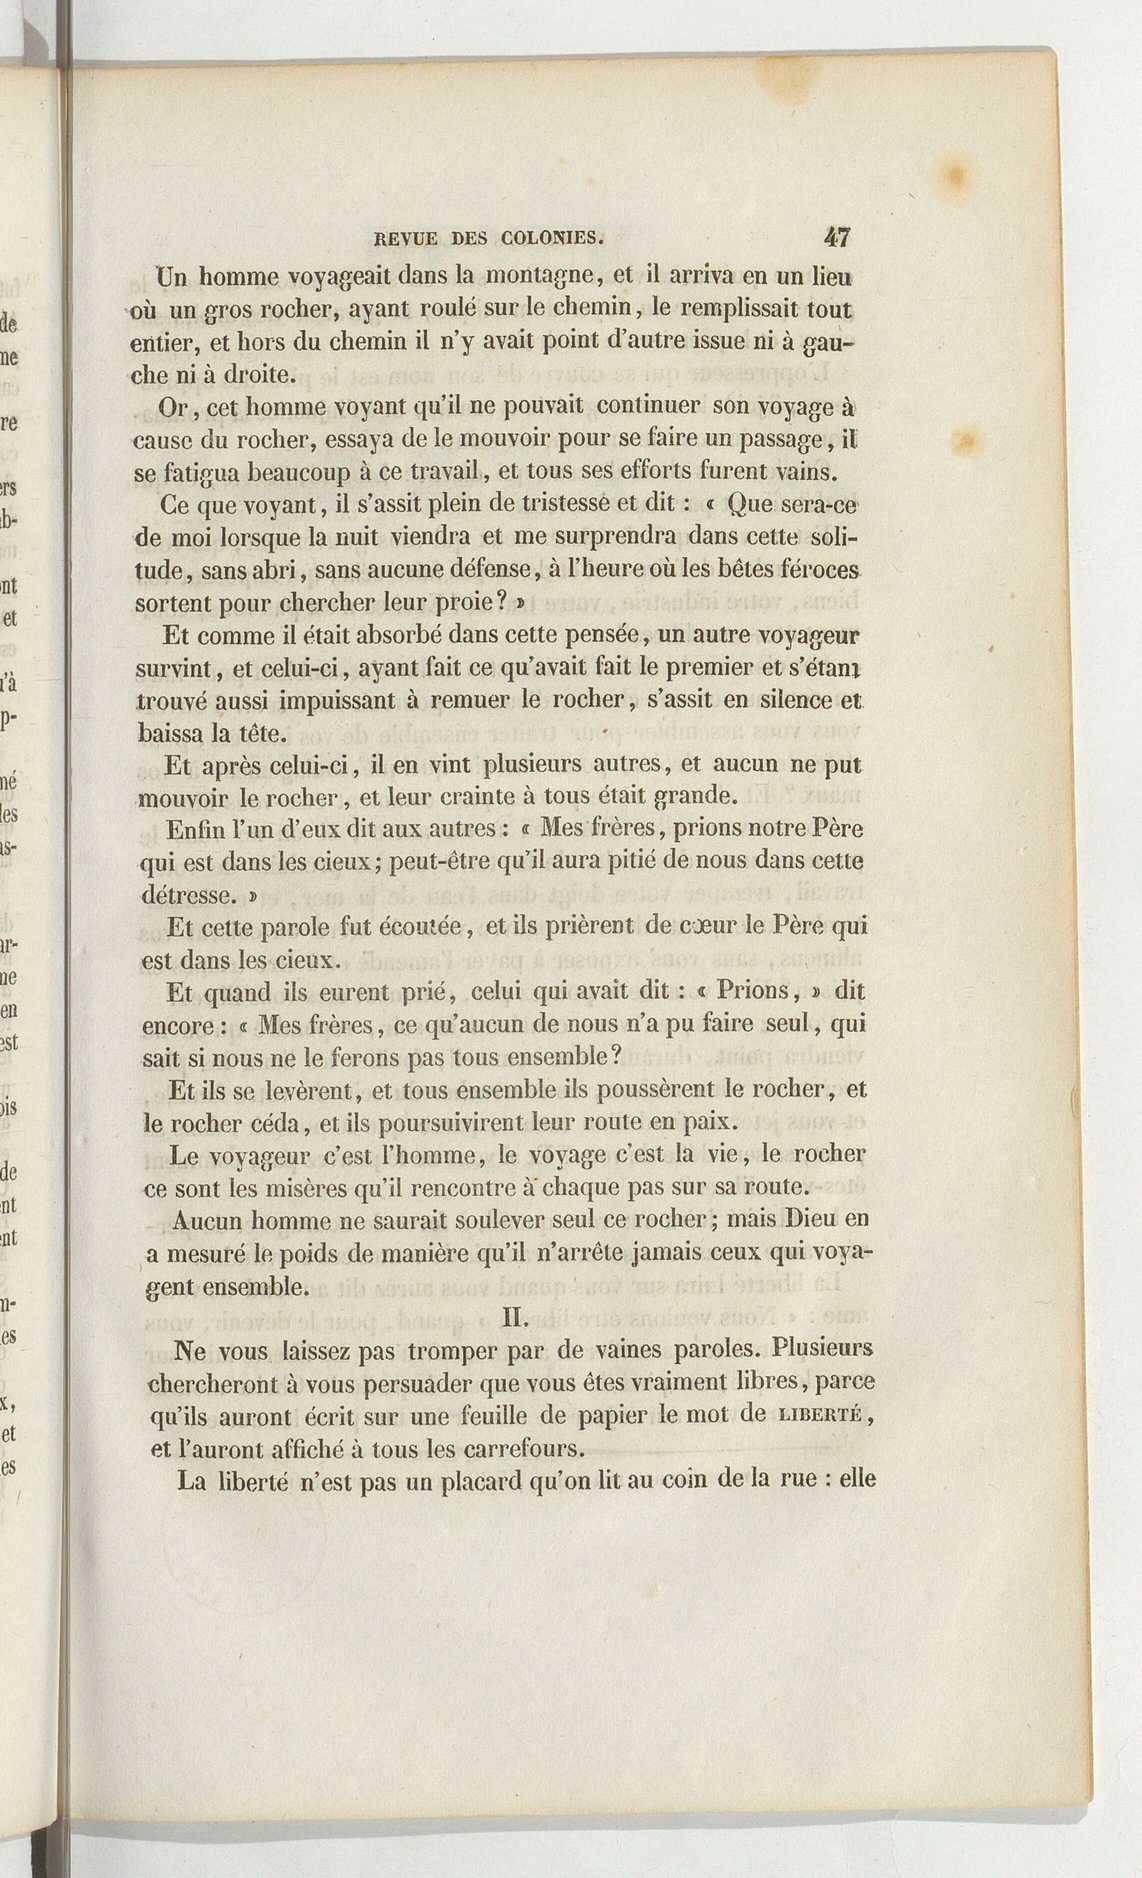 REVUE DES COLONIES. 47
Un homme voyageait dans la montagne, et il arriva en un lieu
où un gros rocher, ayant roulé sur le chemin, le remplissait tout
entier, et hors du chemin il n'y avait point d'autre issue ni à gau-
che ni à droite.
Or, cet homme voyant qu'il ne pouvait continuer son voyage à
cause du rocher, essaya de le mouvoir pour se faire un passage, il
se fatigua beaucoup à ce travail, et tous ses efforts furent vains.
Ce que voyant, il s'assit plein de tristesse et dit : « Que sera-ce
de moi lorsque la nuit viendra et me surprendra dans cette soli-
tude, sans abri, sans aucune défense, à l'heure où les bêtes féroces
sortent pour chercher leur proie? »
Et comme il était absorbé dans cette pensée, un autre voyageur
survint, et celui-ci, ayant fait ce qu'avait fait le premier et s'étant
trouvé aussi impuissant à remuer le rocher, s'assit en silence et
baissa la tête.
Et après celui-ci, il en vint plusieurs autres, et aucun ne put
mouvoir le rocher, et leur crainte à tous était grande.
Enfin l'un d'eux dit aux autres : « Mes frères, prions notre Père
qui est dans les cieux; peut-être qu'il aura pitié de nous dans cette
détresse. »
Et cette parole fut écoutée, et ils prièrent de cœur le Père qui
est dans les cieux.
Et quand ils eurent prié, celui qui avait dit : « Prions, » dit
encore : « Mes frères, ce qu'aucun de nous n'a pu faire seul, qui
sait si nous ne le ferons pas tous ensemble?
Et ils se levèrent, et tous ensemble ils poussèrent le rocher, et
le rocher céda, et ils poursuivirent leur route en paix.
Le voyageur c'est l'homme, le voyage c'est la vie, le rocher
ce sont les misères qu'il rencontre à chaque pas sur sa route.
Aucun homme ne saurait soulever seul ce rocher; mais Dieu en
a mesuré le poids de manière qu'il n'arrête jamais ceux qui voya-
gent ensemble.
II.
Ne vous laissez pas tromper par de vaines paroles. Plusieurs
chercheront à vous persuader que vous êtes vraiment libres, parce
qu'ils auront écrit sur une feuille de papier le mot de LIBERTÉ,
et l'auront affiché à tous les carrefours.
La liberté n'est pas un placard qu'on lit au coin de la rue : elle